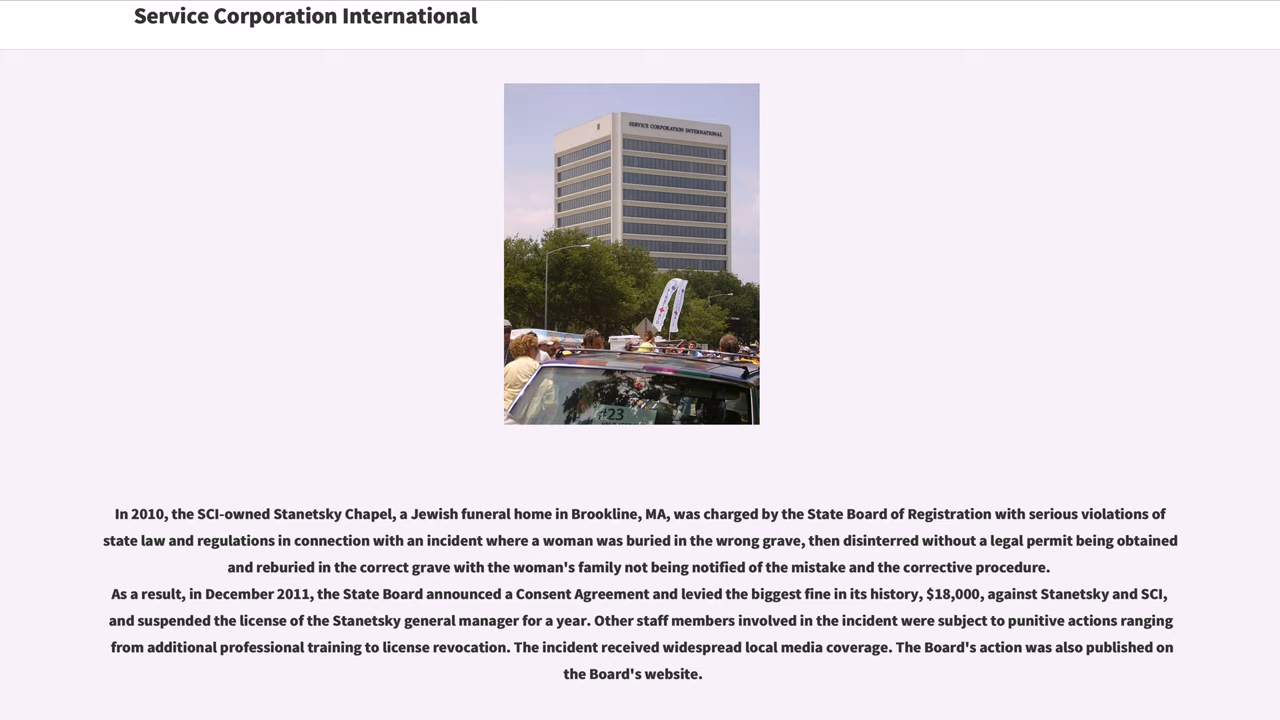 Service Corporation International
SERVICE CORPORATION INTERNATIONAL
#23
In 2010, the SCI-owned Stanetsky Chapel, a Jewish funeral home in Brookline, MA, was charged by the State Board of Registration with serious violations of
state law and regulations in connection with an incident where a woman was buried in the wrong grave, then disinterred without a legal permit being obtained
and reburied in the correct grave with the woman's family not being notified of the mistake and the corrective procedure.
As a result, in December 2011, the State Board announced a Consent Agreement and levied the biggest fine in its history, $18,000, against Stanetsky and SCI,
and suspended the license of the Stanetsky general manager for a year. Other staff members involved in the incident were subject to punitive actions ranging
from additional professional training to license revocation. The incident received widespread local media coverage. The Board's action was also published on
the Board's website.